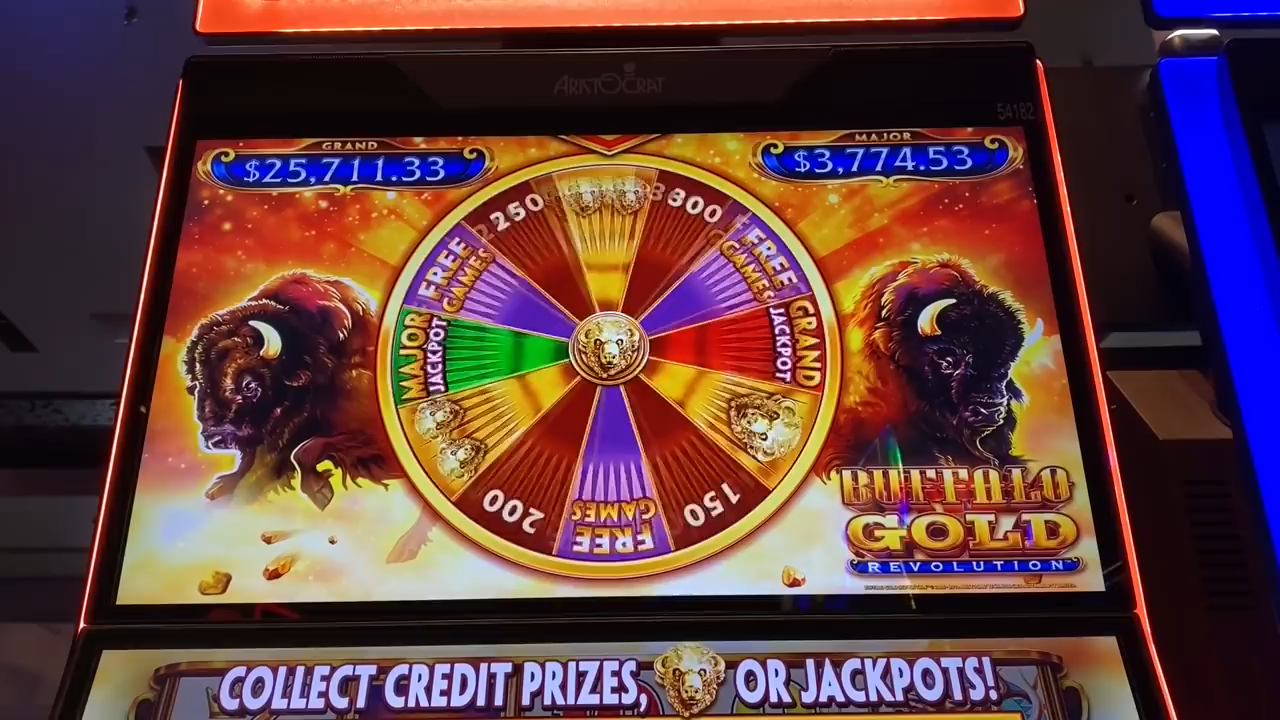 ARISTOCRAT
54182
GRAND
$25,711.33
MAJOR
$3,774.53
250
FREE
GAMES
FREE
GAMES
MAJOR
JACKPOT
GRAND
JACKPOT
200
FREE
GAMES
150
BUFFALO
GOLD
REVOLUTION
COLLECT CREDIT PRIZES, OR JACKPOTS!